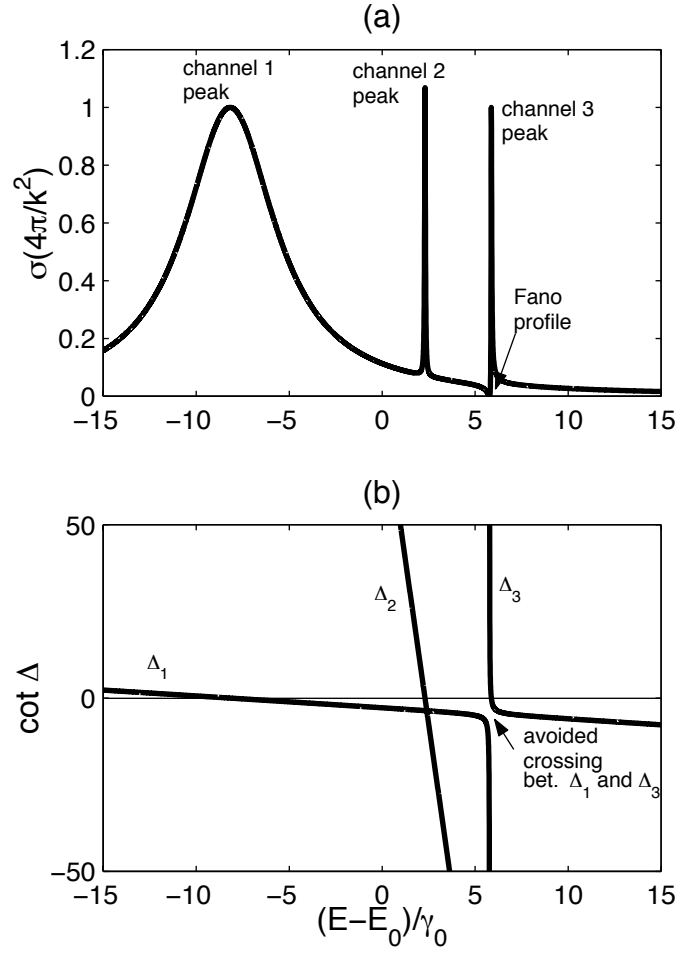 (a)
1.2
1
0.8
0.6
0.4
0.2
0
σ(4π/k²)
channel 1
peak
channel 2
peak
channel 3
peak
Fano
profile
−15 −10 −5 0 5 10 15
(b)
50
0
−50
cot Δ
Δ₁
Δ₂
Δ₃
avoided
crossing
bet. Δ₁ and Δ₃
−15 −10 −5 0 5 10 15
(E−E₀)/γ₀